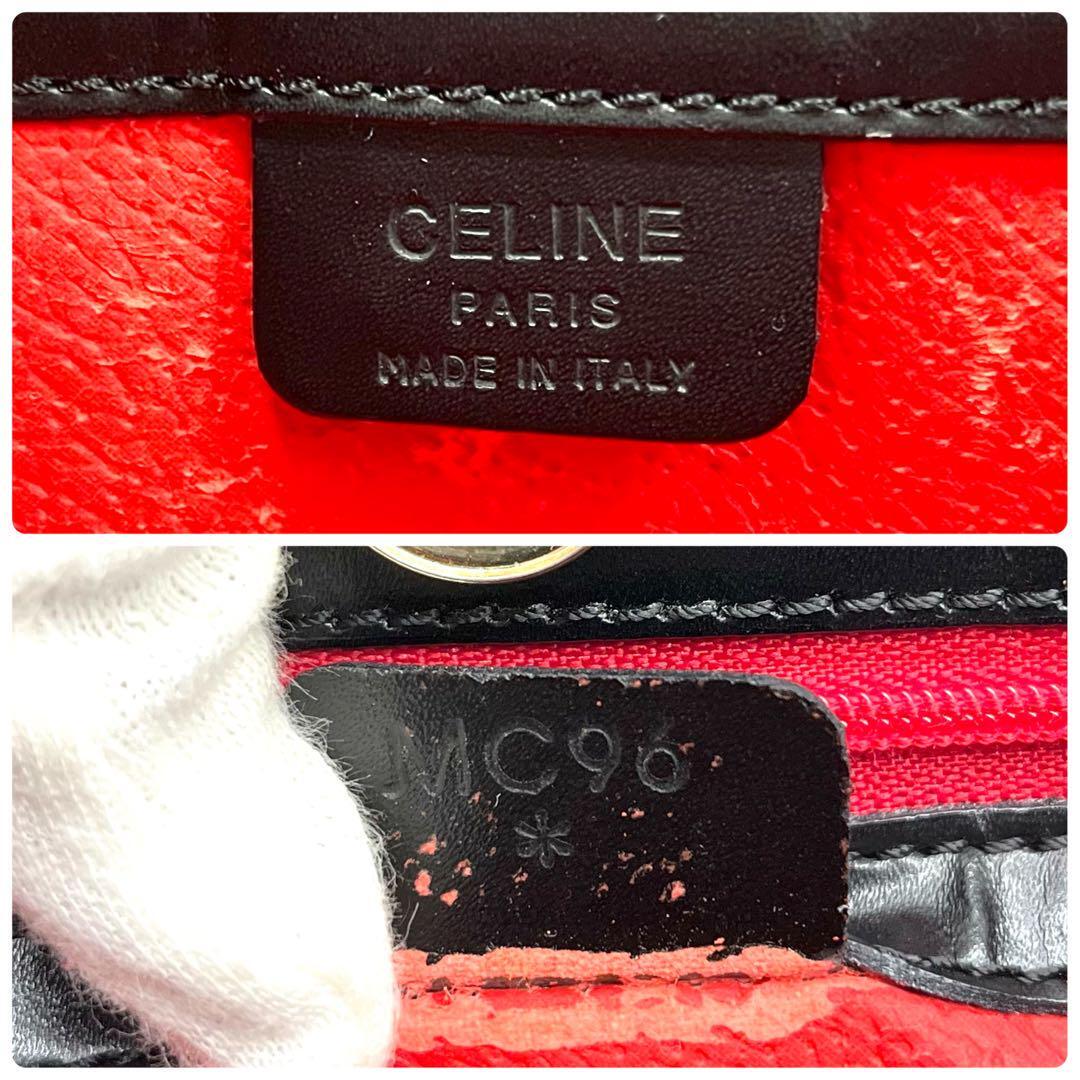 CELINE
PARIS
MADE IN ITALY
MC96
*